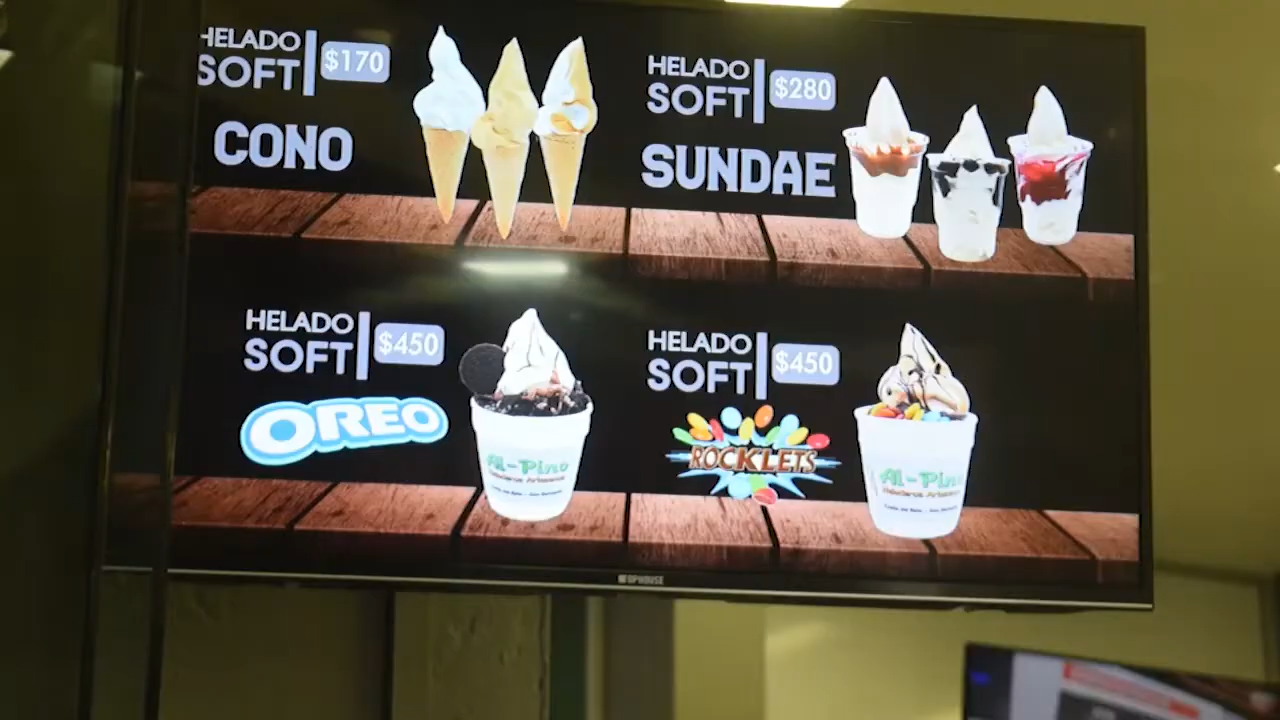 HELADO
SOFT
$170
CONO
HELADO
SOFT
$280
SUNDAE
HELADO
SOFT
$450
OREO
Al-Pino
HELADO
SOFT
$450
ROCKLETS
Al-Pino